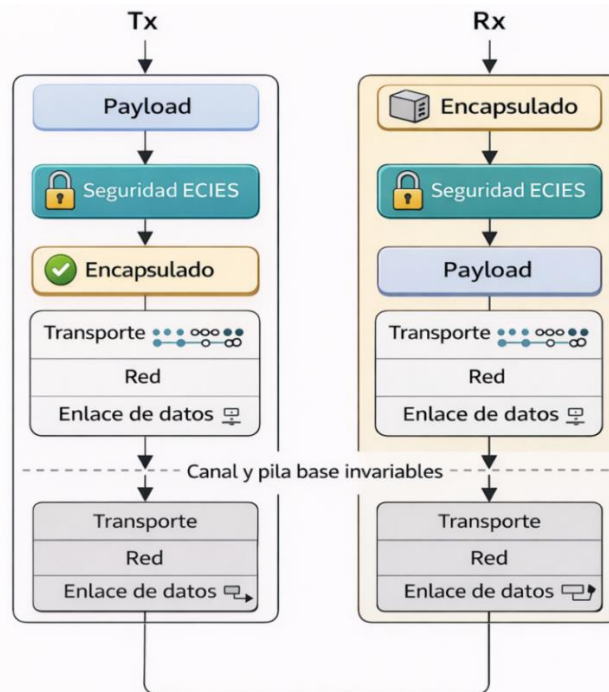 Tx
Payload
Seguridad ECIES
Encapsulado
Transporte
Red
Enlace de datos
Rx
Encapsulado
Seguridad ECIES
Payload
Transporte
Red
Enlace de datos
Canal y pila base invariables
Transporte
Red
Enlace de datos
Transporte
Red
Enlace de datos